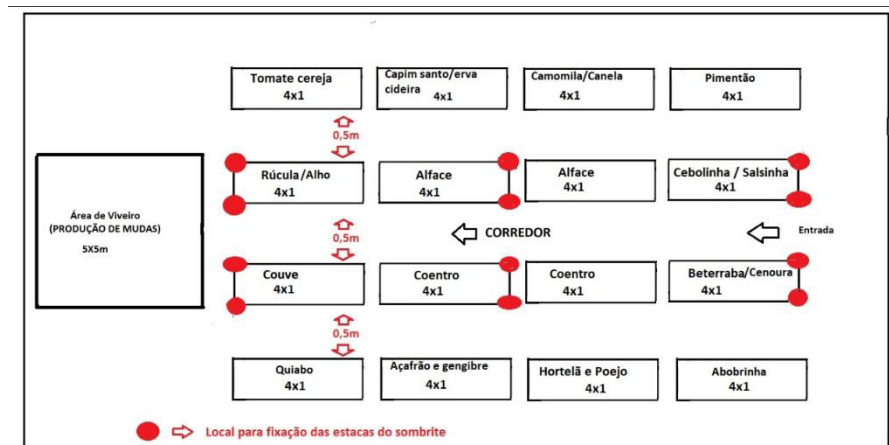 Tomate cereja
4x1
Capim santo/erva
cideira 4x1
Camomila/Canela
4x1
Pimentão
4x1
0,5m
Rúcula/Alho
4x1
Alface
4x1
Alface
4x1
Cebolinha / Salsinha
4x1
Área de Viveiro
(PRODUÇÃO DE MUDAS)
5X5m
0,5m
CORREDOR
Entrada
Couve
4x1
Coentro
4x1
Coentro
4x1
Beterraba/Cenoura
4x1
0,5m
Quiabo
4x1
Açafrão e gengibre
4x1
Hortelã e Poejo
4x1
Abobrinha
4x1
Local para fixação das estacas do sombrite